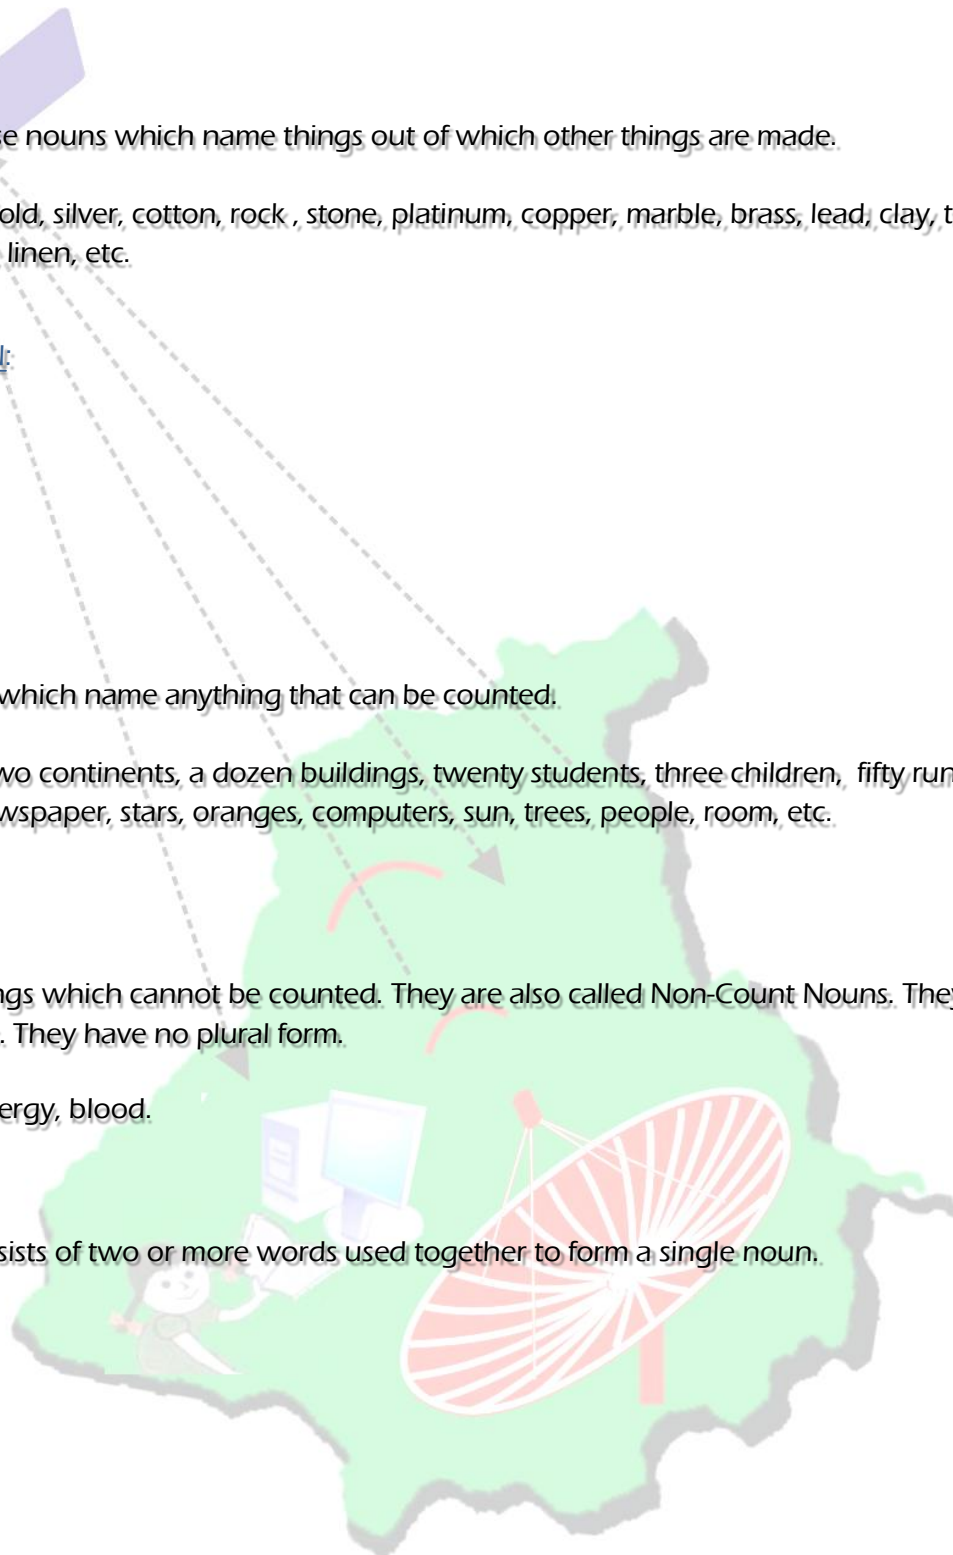 se nouns which name things out of which other things are made.
old, silver, cotton, rock , stone, platinum, copper, marble, brass, lead, clay, t
linen, etc.
which name anything that can be counted.
wo continents, a dozen buildings, twenty students, three children, fifty run
wspaper, stars, oranges, computers, sun, trees, people, room, etc.
ngs which cannot be counted. They are also called Non-Count Nouns. They
. They have no plural form.
ergy, blood.
sists of two or more words used together to form a single noun.